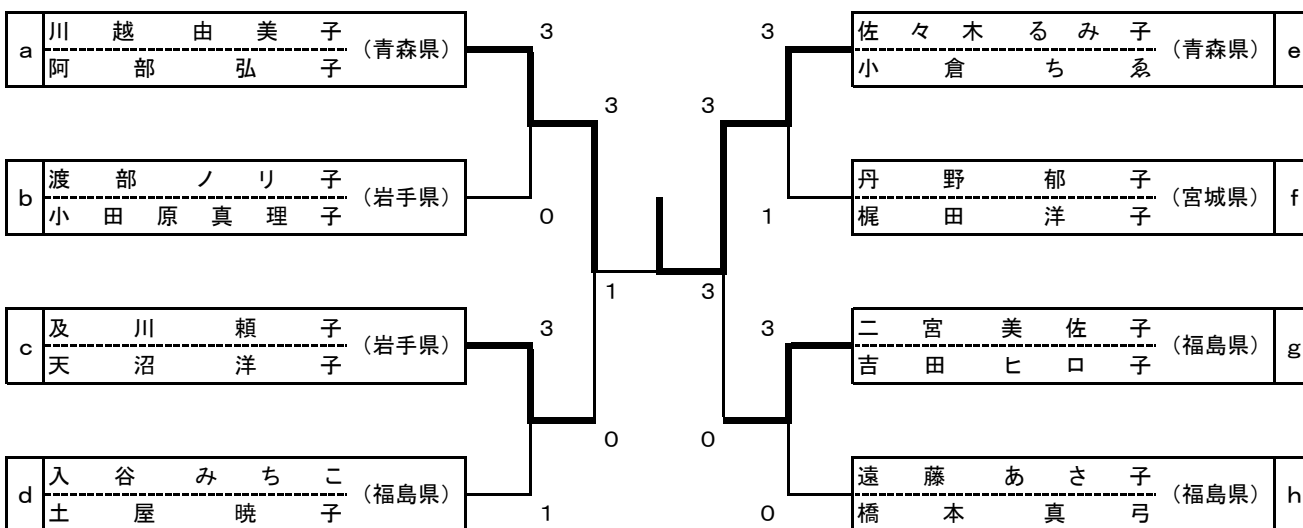 a 川越由美子 (青森県) 3 3 佐々木るみ子 (青森県) e
阿部弘子 小倉ちゑ
3 3
b 渡部ノリ子 (岩手県) 丹野郁子 (宮城県) f
小田原真理子 0 1 梶田洋子
1 3
c 及川頼子 (岩手県) 3 3 二宮美佐子 (福島県) g
天沼洋子 吉田ヒロ子
0 0
d 入谷みちこ (福島県) 遠藤あさ子 (福島県) h
土屋暁子 1 0 橋本真弓